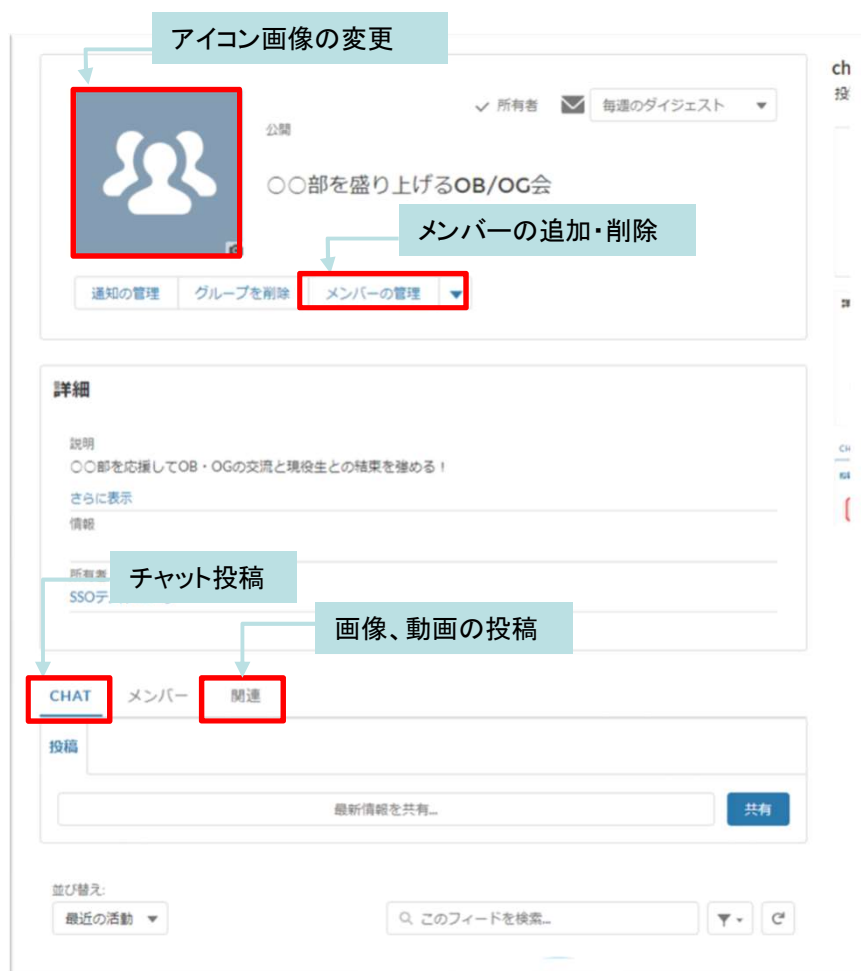 アイコン画像の変更
✓ 所有者
毎週のダイジェスト
公開
○○部を盛り上げるOB/OG会
メンバーの追加・削除
通知の管理
グループを削除
メンバーの管理
詳細
説明
○○部を応援してOB・OGの交流と現役生との結束を強める！
さらに表示
情報
所有者
チャット投稿
SSOテ
画像、動画の投稿
CHAT
メンバー
関連
投稿
最新情報を共有...
共有
並び替え:
最近の活動
このフィードを検索...
ch